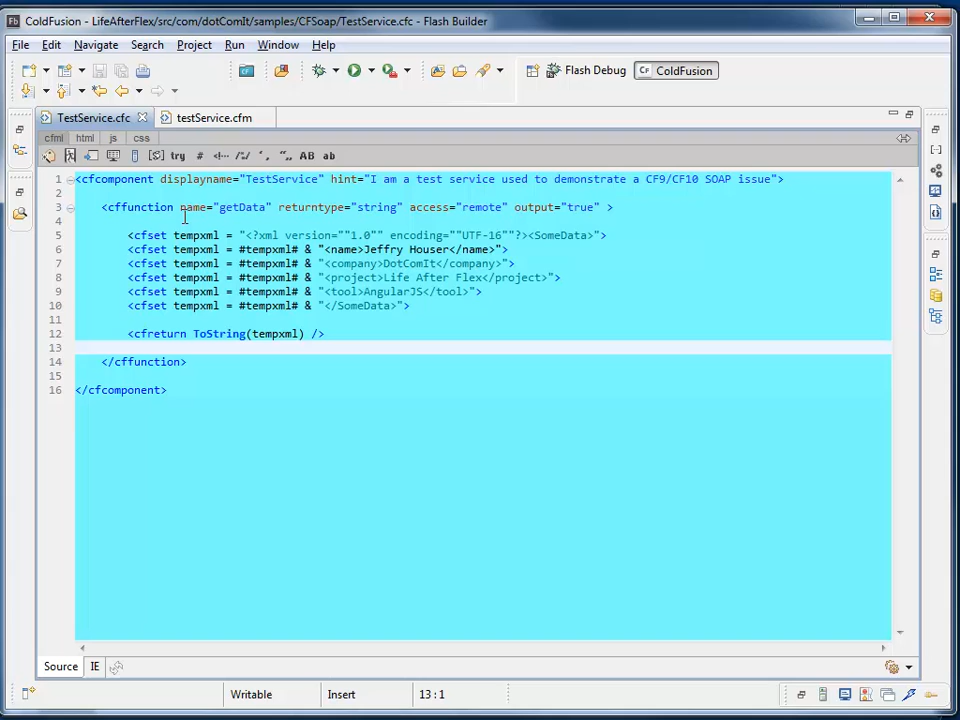 ColdFusion - LifeAfterFlex/src/com/dotComIt/samples/CFSoap/TestService.cfc - Flash Builder
File Edit Navigate Search Project Run Window Help
Flash Debug ColdFusion
TestService.cfc testService.cfm
cfml html js css
try # AB ab
1 <cfcomponent displayname="TestService" hint="I am a test service used to demonstrate a CF9/CF10 SOAP issue">
2
3 <cffunction name="getData" returntype="string" access="remote" output="true" >
4
5 <cfset tempxml = "<?xml version=""1.0"" encoding=""UTF-16""?><SomeData>">
6 <cfset tempxml = #tempxml# & "<name>Jeffry Houser</name>">
7 <cfset tempxml = #tempxml# & "<company>DotComIt</company>">
8 <cfset tempxml = #tempxml# & "<project>Life After Flex</project>">
9 <cfset tempxml = #tempxml# & "<tool>AngularJS</tool>">
10 <cfset tempxml = #tempxml# & "</SomeData>">
11
12 <cfreturn ToString(tempxml) />
13
14 </cffunction>
15
16 </cfcomponent>
Source IE
Writable Insert 13:1